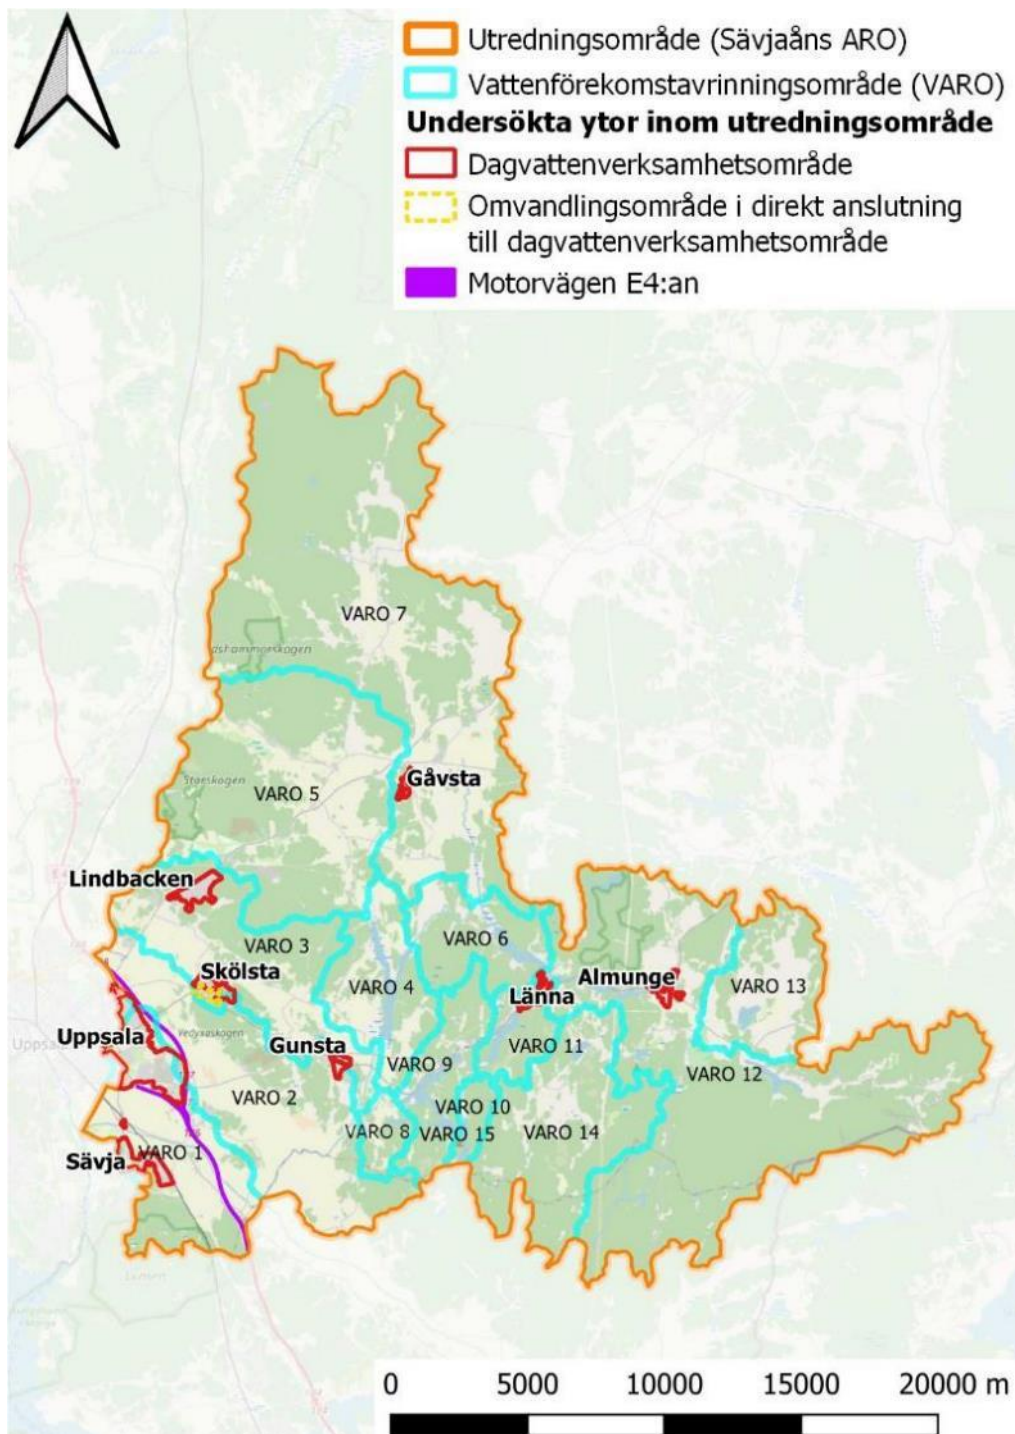 Utredningsområde (Sävjaåns ARO)
Vattenförekomstavrinningsområde (VARO)
Undersökta ytor inom utredningsområde
Dagvattenverksamhetsområde
Omvandlingsområde i direkt anslutning
till dagvattenverksamhetsområde
Motorvägen E4:an
VARO 7
Gåvsta
VARO 5
Lindbacken
VARO 3
VARO 6
Skölsta
VARO 4
Almunge
VARO 13
Länna
Uppsala
Uppsala
Gunsta
VARO 11
VARO 9
VARO 12
VARO 2
VARO 10
VARO 8
VARO 15
VARO 14
VARO 1
Sävja
0 5000 10000 15000 20000 m